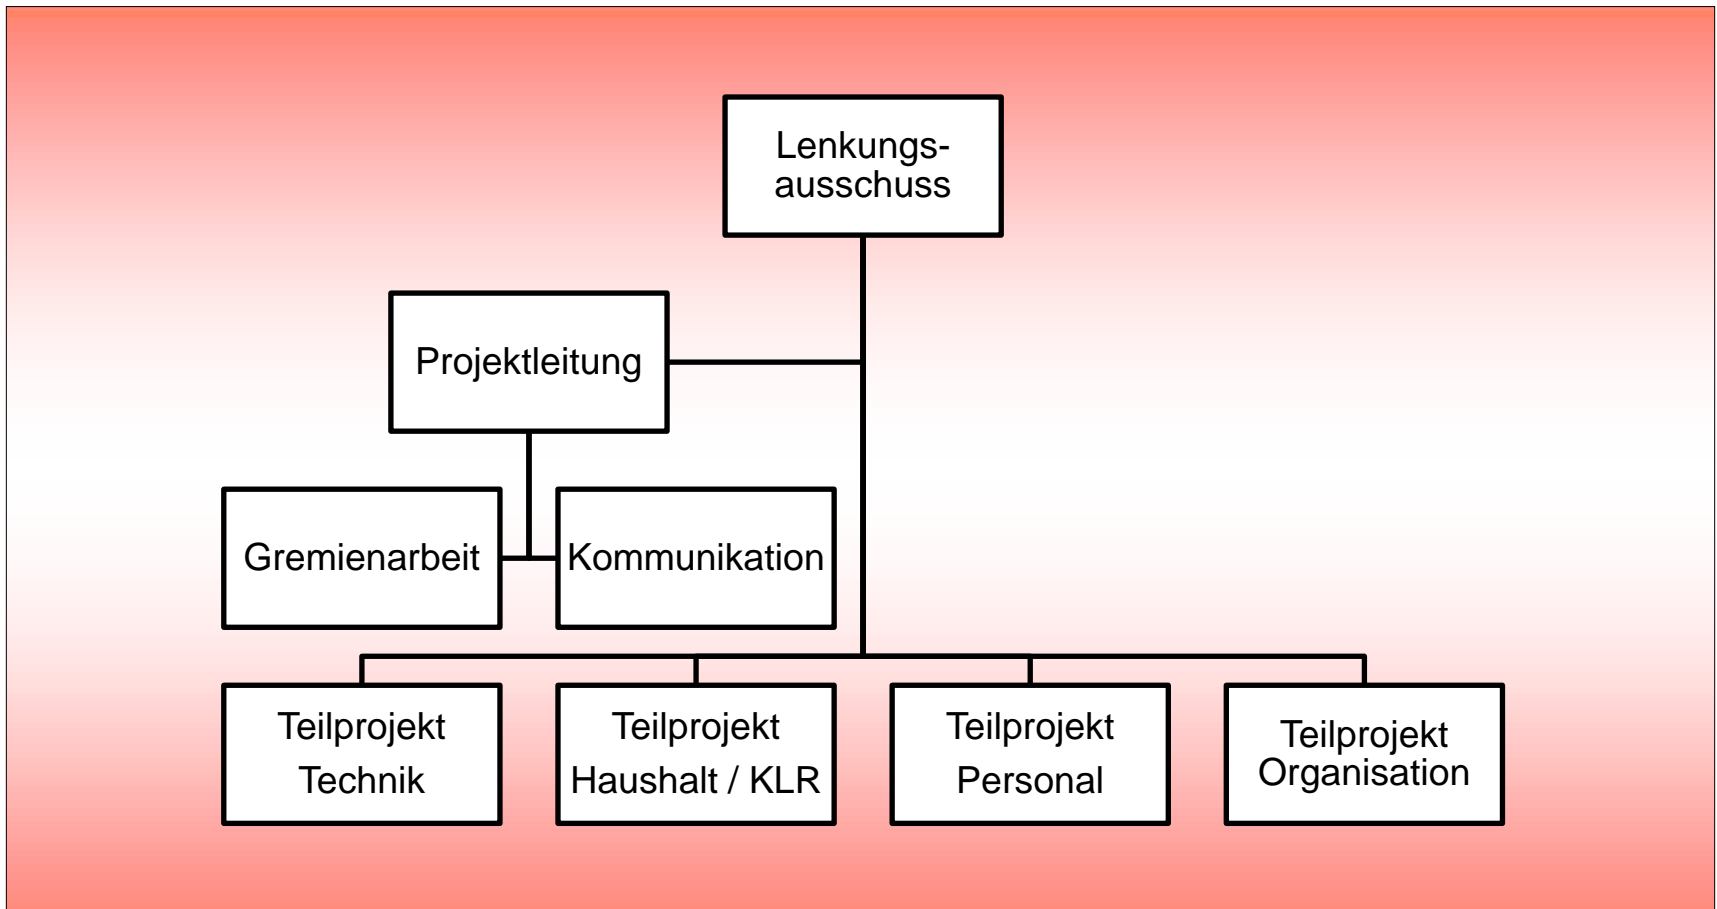 Lenkungs-
ausschuss
Projektleitung
Gremienarbeit
Kommunikation
Teilprojekt
Technik
Teilprojekt
Haushalt / KLR
Teilprojekt
Personal
Teilprojekt
Organisation